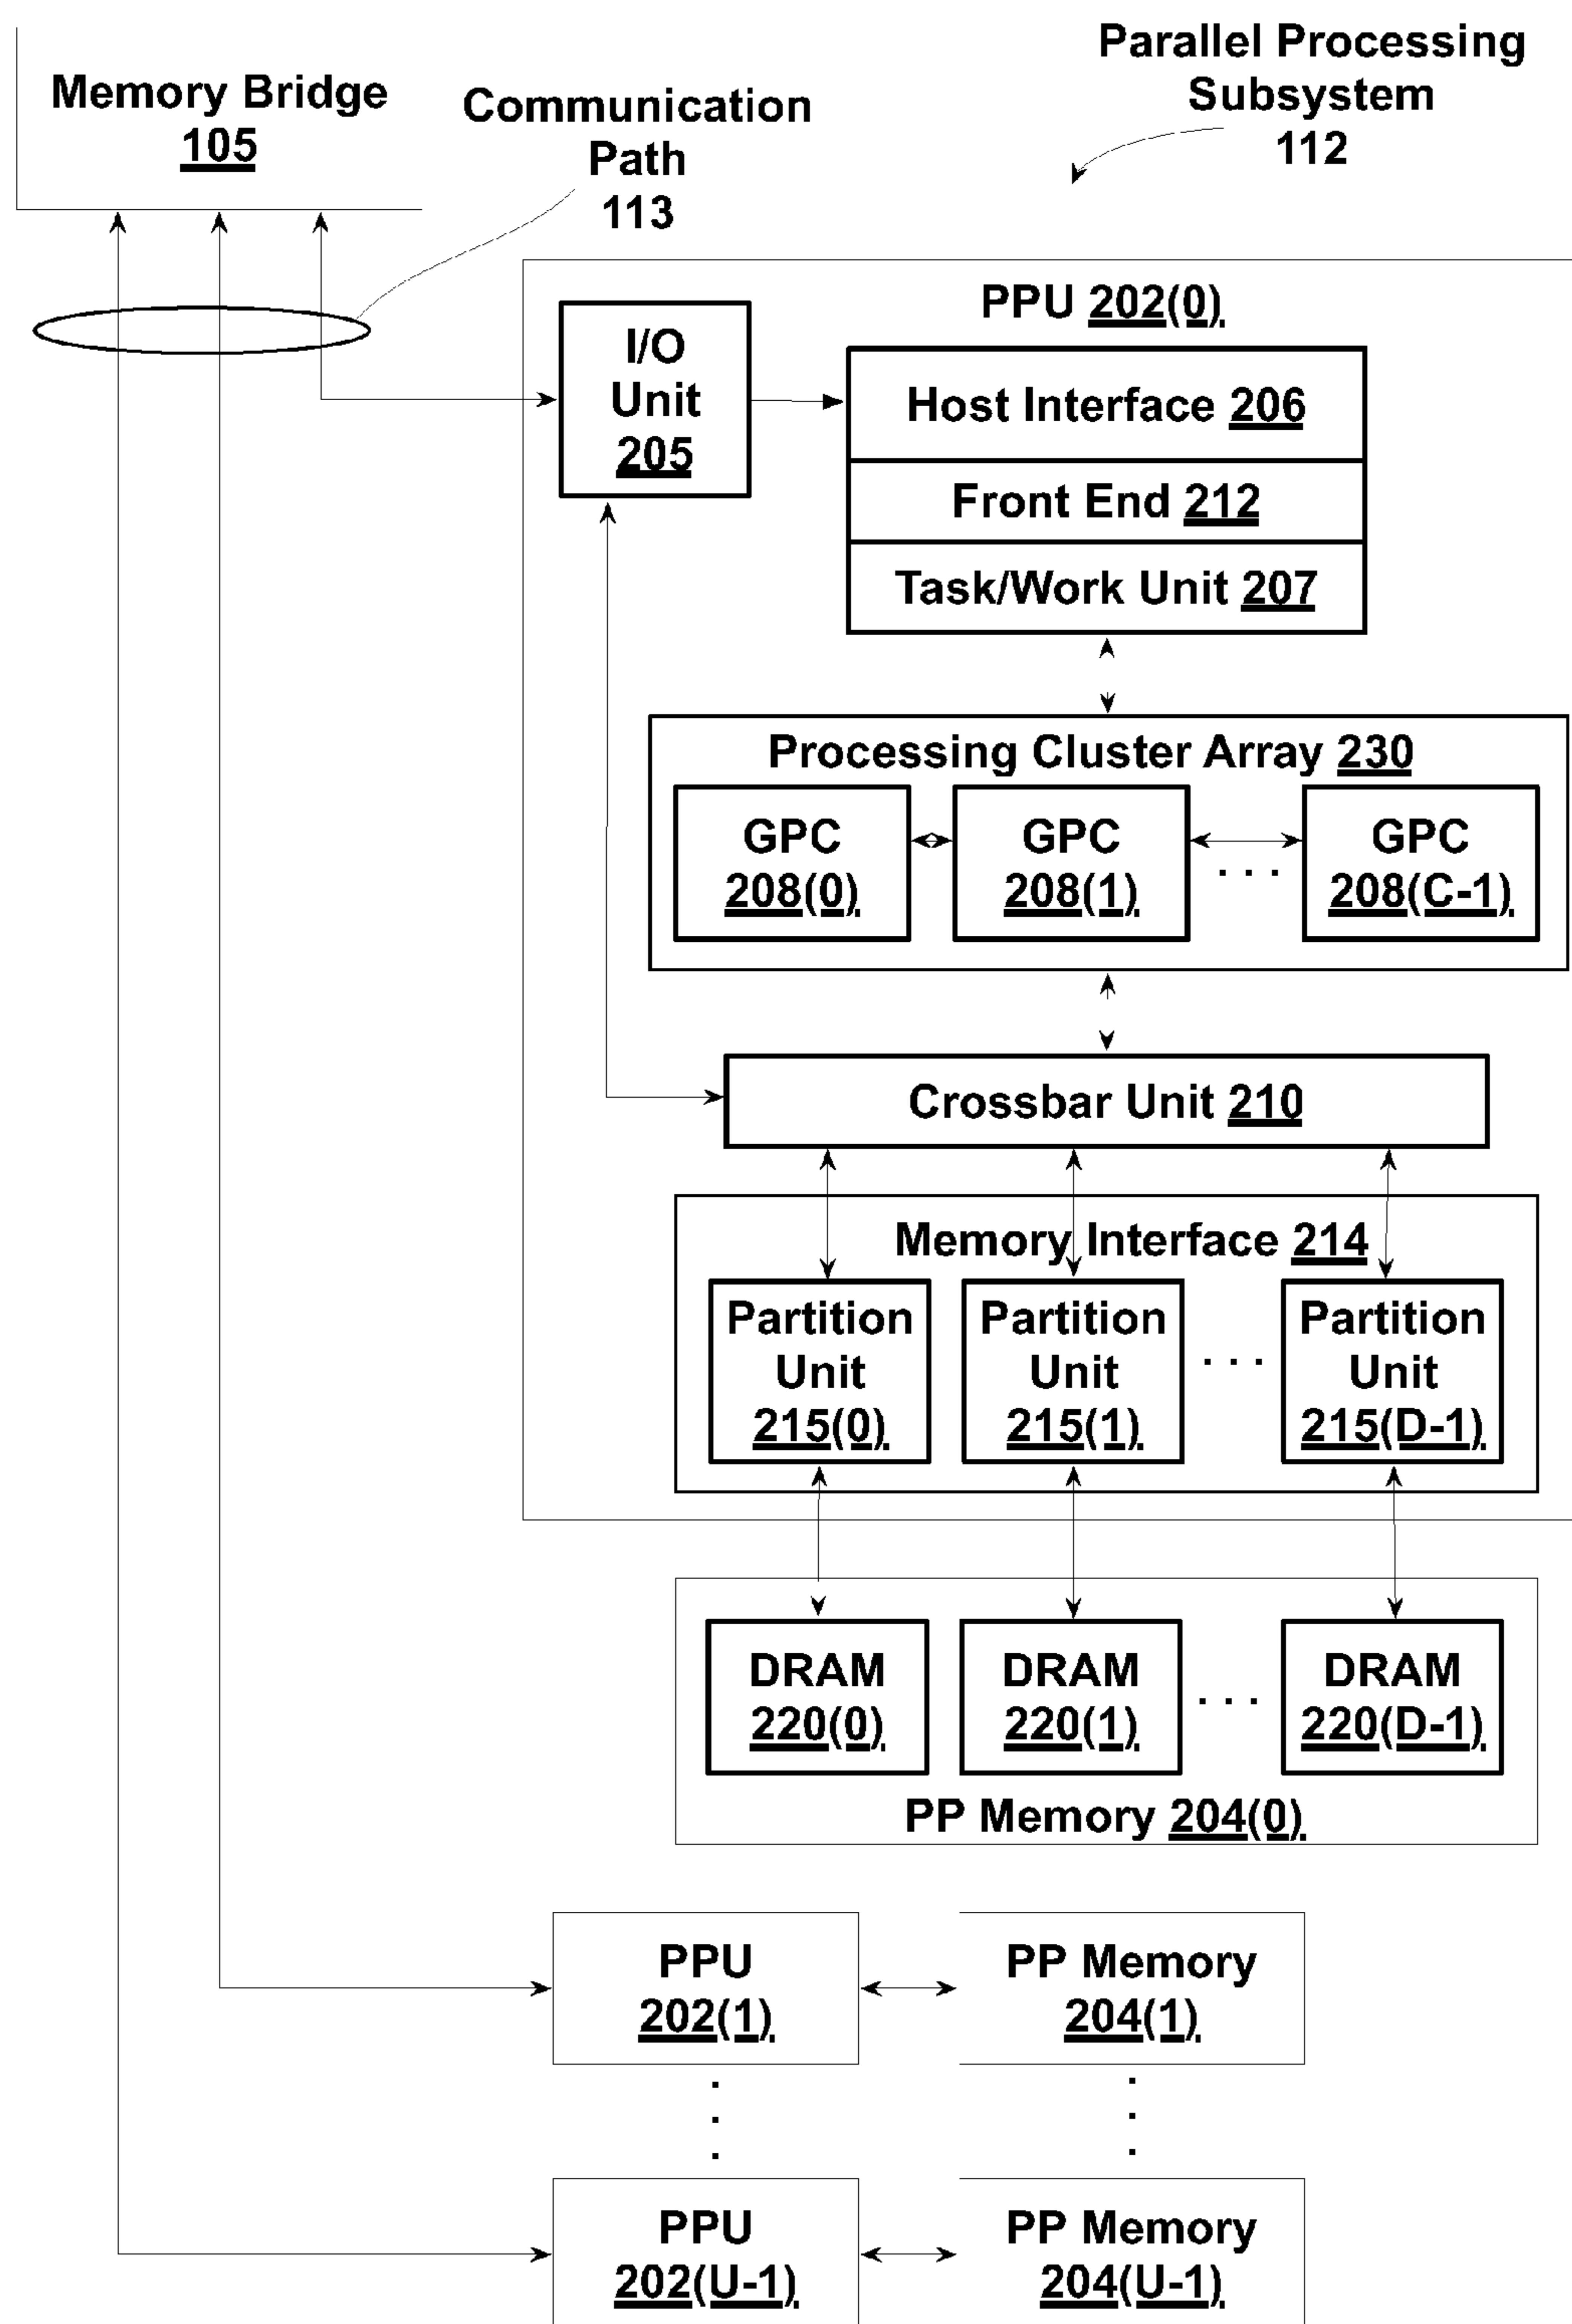 Memory Bridge
105
Communication
Path
113
Parallel Processing
Subsystem
112
PPU 202(0)
I/O
Unit
205
Host Interface 206
Front End 212
Task/Work Unit 207
Processing Cluster Array 230
GPC
208(0)
GPC
208(1)
. . .
GPC
208(C-1)
Crossbar Unit 210
Memory Interface 214
Partition
Unit
215(0)
Partition
Unit
215(1)
. . .
Partition
Unit
215(D-1)
DRAM
220(0)
DRAM
220(1)
. . .
DRAM
220(D-1)
PP Memory 204(0)
PPU
202(1)
PP Memory
204(1)
PPU
202(U-1)
PP Memory
204(U-1)